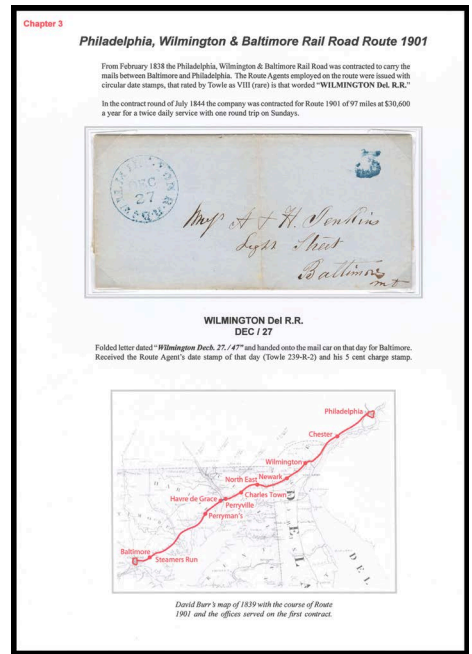 Chapter 3
Philadelphia, Wilmington & Baltimore Rail Road Route 1901
From February 1838 the Philadelphia, Wilmington & Baltimore Rail Road was contracted to carry the
mails between Baltimore and Philadelphia. The Route Agents employed on the route were issued with
circular date stamps, that rated by Towle as VIII (rare) is that worded "WILMINGTON Del. R.R."
In the contract round of July 1844 the company was contracted for Route 1901 of 97 miles at $30,600
a year for a twice daily service with one round trip on Sundays.
WILMINGTON
DEC
27
5
Messrs A & H. Jenkins
Light Street
Baltimore
WILMINGTON Del R.R.
DEC / 27
Folded letter dated "Wilmington Decb. 27. / 47" and handed onto the mail car on that day for Baltimore.
Received the Route Agent's date stamp of that day (Towle 239-R-2) and his 5 cent charge stamp.
Philadelphia
Chester
Wilmington
North East Newark
Havre de Grace Charles Town
Perryville
Perryman's
Baltimore
Steamers Run
D E L
D E L
David Burr's map of 1839 with the course of Route
1901 and the offices served on the first contract.